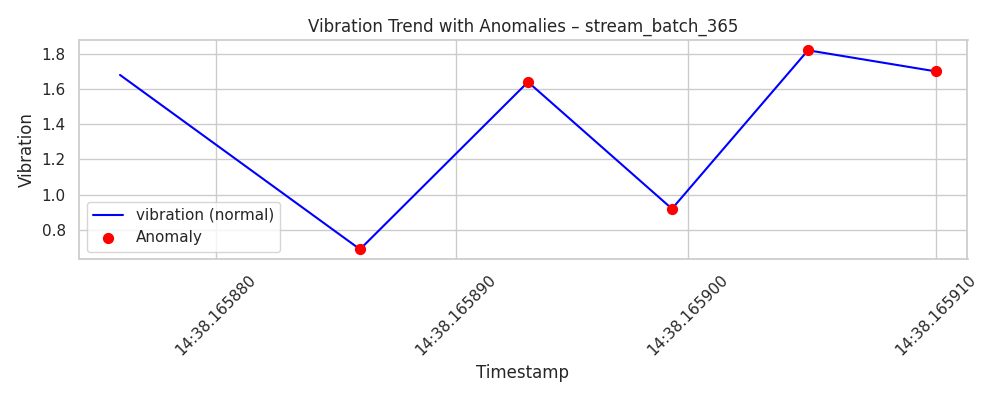 Vibration Trend with Anomalies – stream_batch_365
Vibration
1.8
1.6
1.4
1.2
1.0
0.8
vibration (normal)
Anomaly
14:38.165880
14:38.165890
14:38.165900
14:38.165910
Timestamp